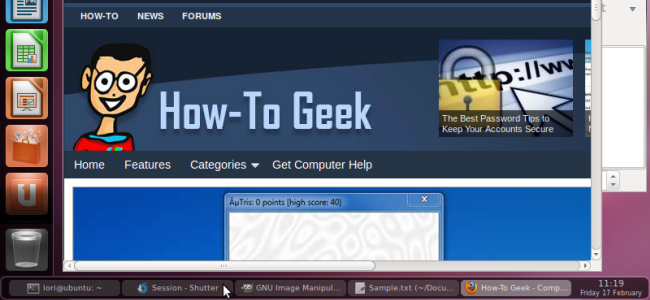 HOW-TO NEWS FORUMS
How-To Geek
http://ww
The Best Password Tips to
Keep Your Accounts Secure
Home Features Categories Get Computer Help
ÂµTris: 0 points [high score: 40]
lori@ubuntu: ~ Session - Shutter GNU Image Manipul... Sample.txt (~/Docu... How-To Geek - Comp... 11:19
Friday 17 February